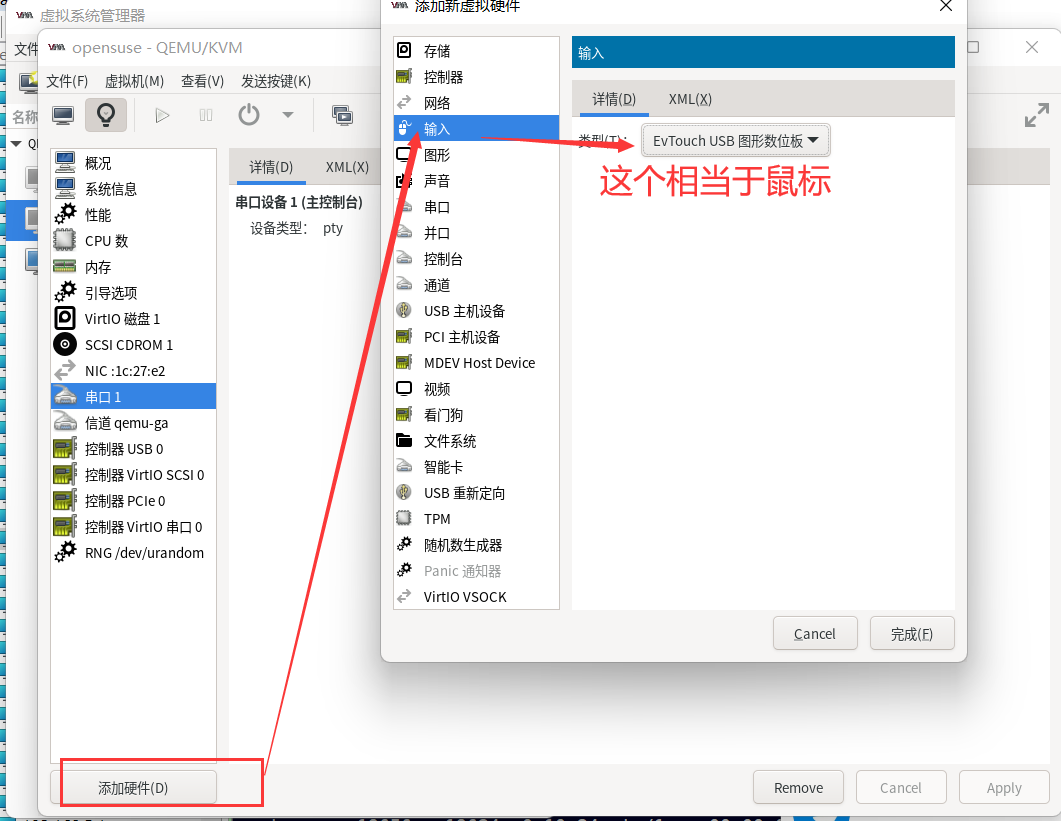 虚拟系统管理器
文件
名称
opensuse - QEMU/KVM
文件(F) 虚拟机(M) 查看(V) 发送按键(K)
概况
系统信息
性能
CPU 数
内存
引导选项
VirtIO 磁盘 1
SCSI CDROM 1
NIC :1c:27:e2
串口 1
信道 qemu-ga
控制器 USB 0
控制器 VirtIO SCSI 0
控制器 PCIe 0
控制器 VirtIO 串口 0
RNG /dev/urandom
添加硬件(D)
详情(D) XML(X)
串口设备 1 (主控制台)
设备类型: pty
Remove Cancel Apply
添加新虚拟硬件
存储
控制器
网络
输入
图形
声音
串口
并口
控制台
通道
USB 主机设备
PCI 主机设备
MDEV Host Device
视频
看门狗
文件系统
智能卡
USB 重新定向
TPM
随机数生成器
Panic 通知器
VirtIO VSOCK
输入
详情(D) XML(X)
类型(T): EvTouch USB 图形数位板
这个相当于鼠标
Cancel 完成(F)